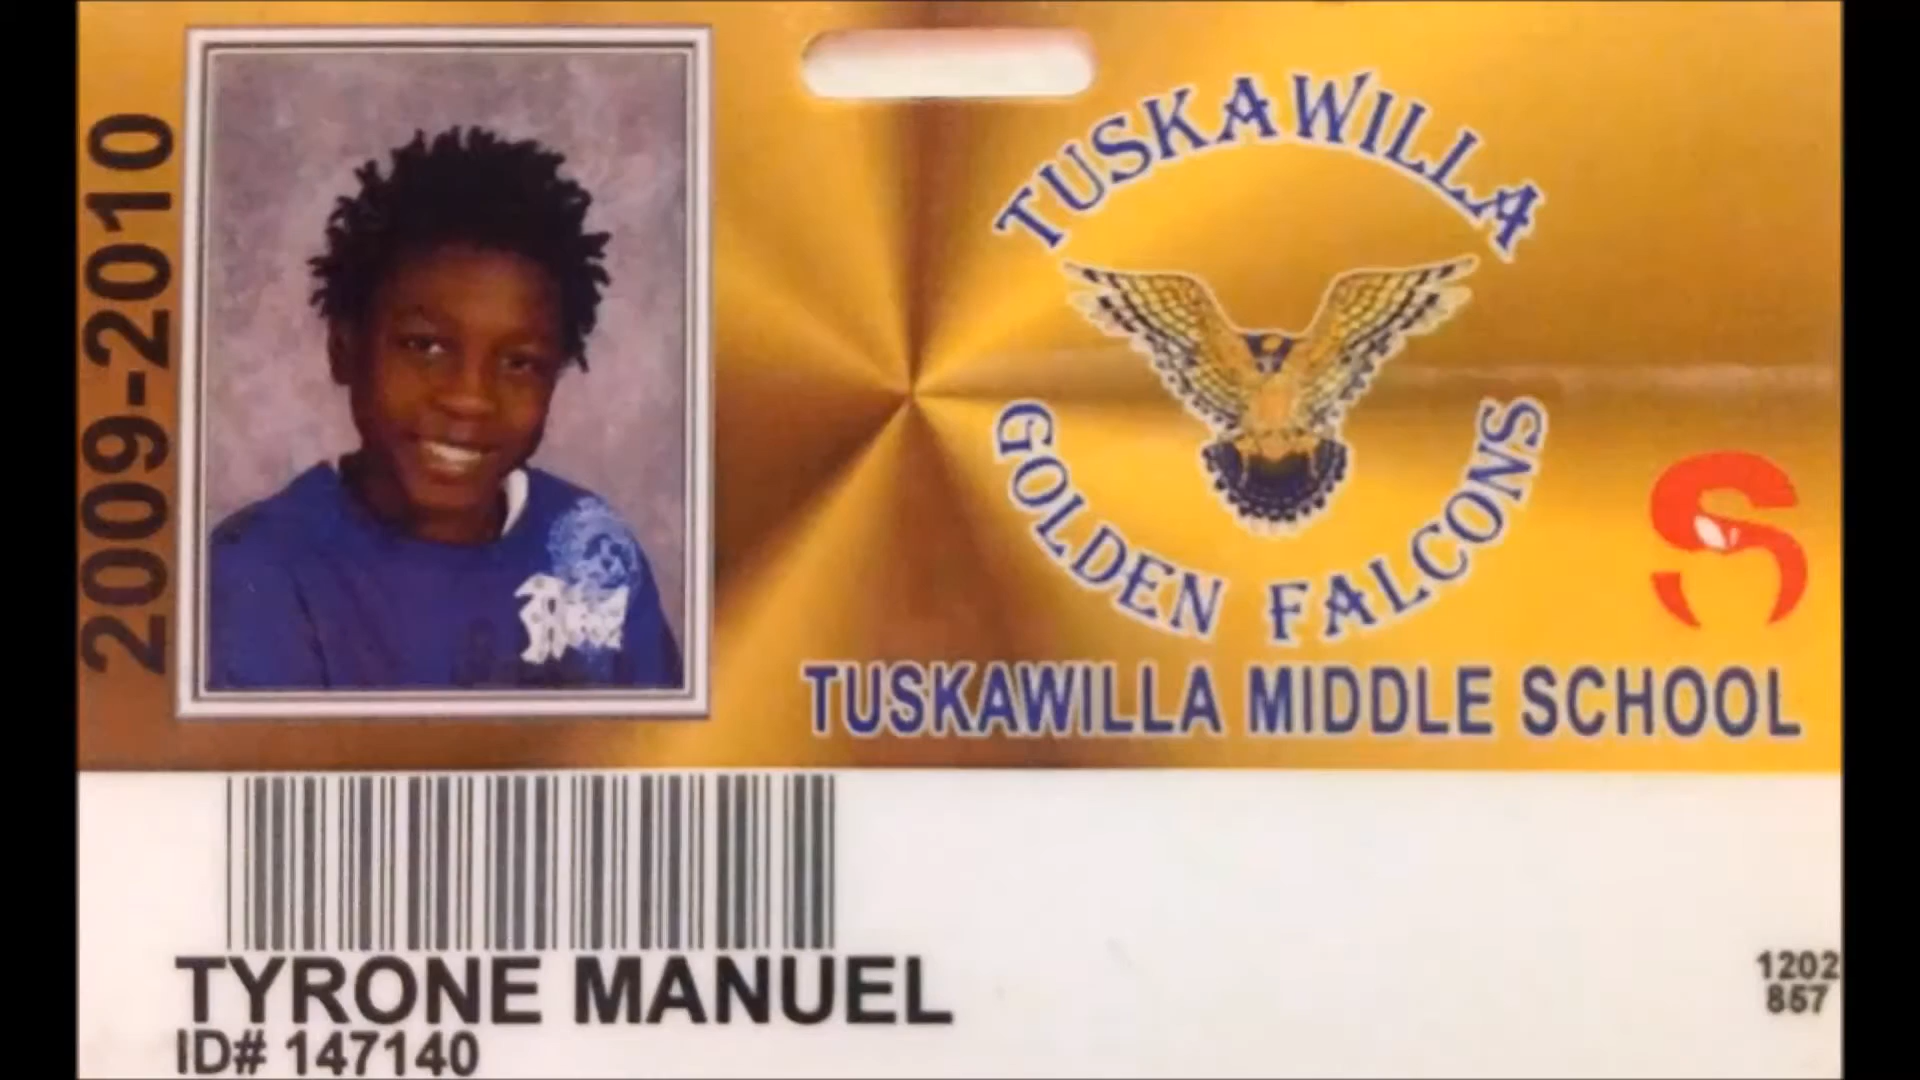 2009-2010
TUSKAWILLA
GOLDEN FALCONS
TUSKAWILLA MIDDLE SCHOOL
TYRONE MANUEL
ID# 147140
1202
857